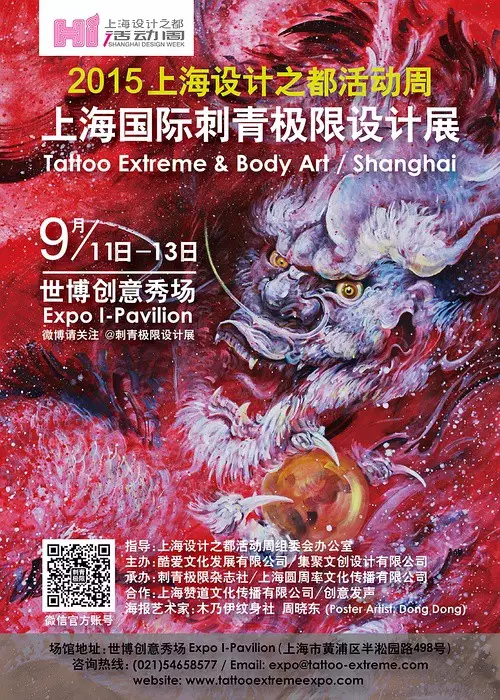 Hi 上海设计之都
活动周
SHANGHAI DESIGN WEEK
2015上海设计之都活动周
上海国际刺青极限设计展
Tattoo Extreme & Body Art / Shanghai
9月/11日-13日
世博创意秀场
Expo I-Pavilion
微博请关注 @刺青极限设计展
指导:上海设计之都活动周组委会办公室
主办:酷爱文化发展有限公司/集聚文创设计有限公司
承办:刺青极限杂志社/上海圆周率文化传播有限公司
合作:上海赞道文化传播有限公司/创意发声
海报艺术家:木乃伊纹身社 周晓东 (Poster Artist: Dong Dong)
微信官方账号
场馆地址:世博创意秀场 Expo I-Pavilion (上海市黄浦区半淞园路498号)
咨询热线: (021)54658577 / Email: expo@tattoo-extreme.com
website: www.tattooextremeexpo.com